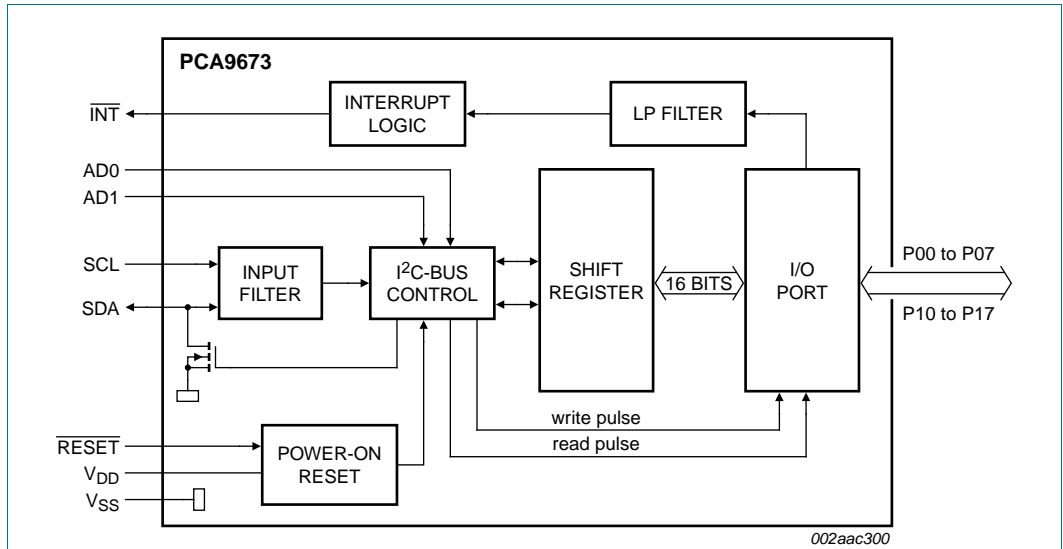 PCA9673
INT
INTERRUPT
LOGIC
LP FILTER
AD0
AD1
SCL
SDA
INPUT
FILTER
I²C-BUS
CONTROL
SHIFT
REGISTER
16 BITS
I/O
PORT
P00 to P07
P10 to P17
write pulse
read pulse
RESET
VDD
VSS
POWER-ON
RESET
002aac300